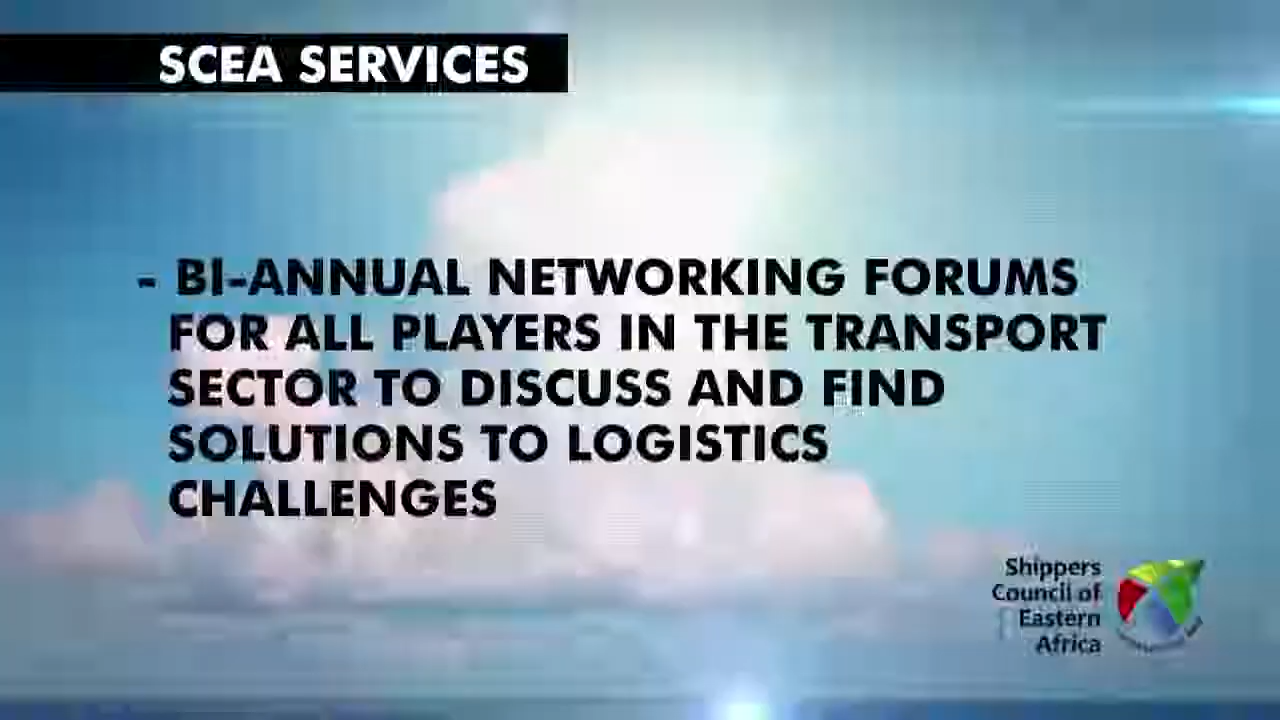 SCEA SERVICES
- BI-ANNUAL NETWORKING FORUMS
FOR ALL PLAYERS IN THE TRANSPORT
SECTOR TO DISCUSS AND FIND
SOLUTIONS TO LOGISTICS
CHALLENGES
Shippers
Council of
Eastern
Africa